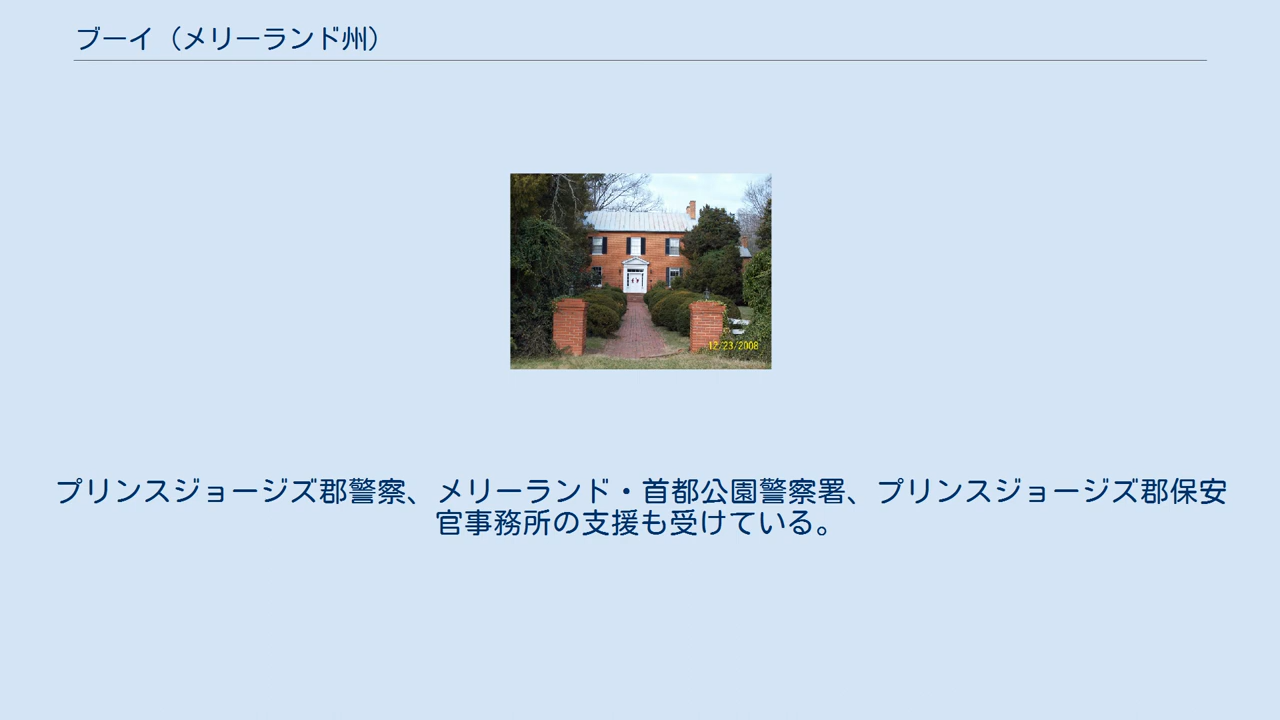 ブーイ（メリーランド州）
12/23/2008
プリンスジョージズ郡警察、メリーランド・首都公園警察署、プリンスジョージズ郡保安
官事務所の支援も受けている。